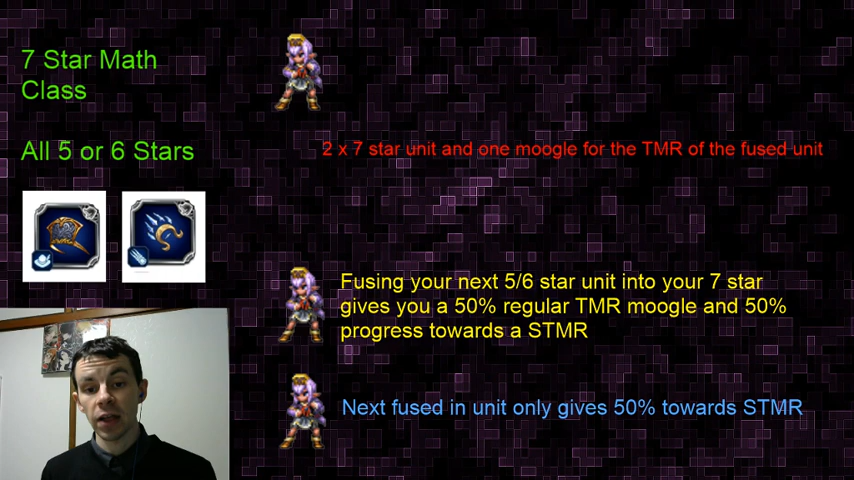 7 Star Math
Class
All 5 or 6 Stars
2 x 7 star unit and one moogle for the TMR of the fused unit
Fusing your next 5/6 star unit into your 7 star
gives you a 50% regular TMR moogle and 50%
progress towards a STMR
Next fused in unit only gives 50% towards STMR